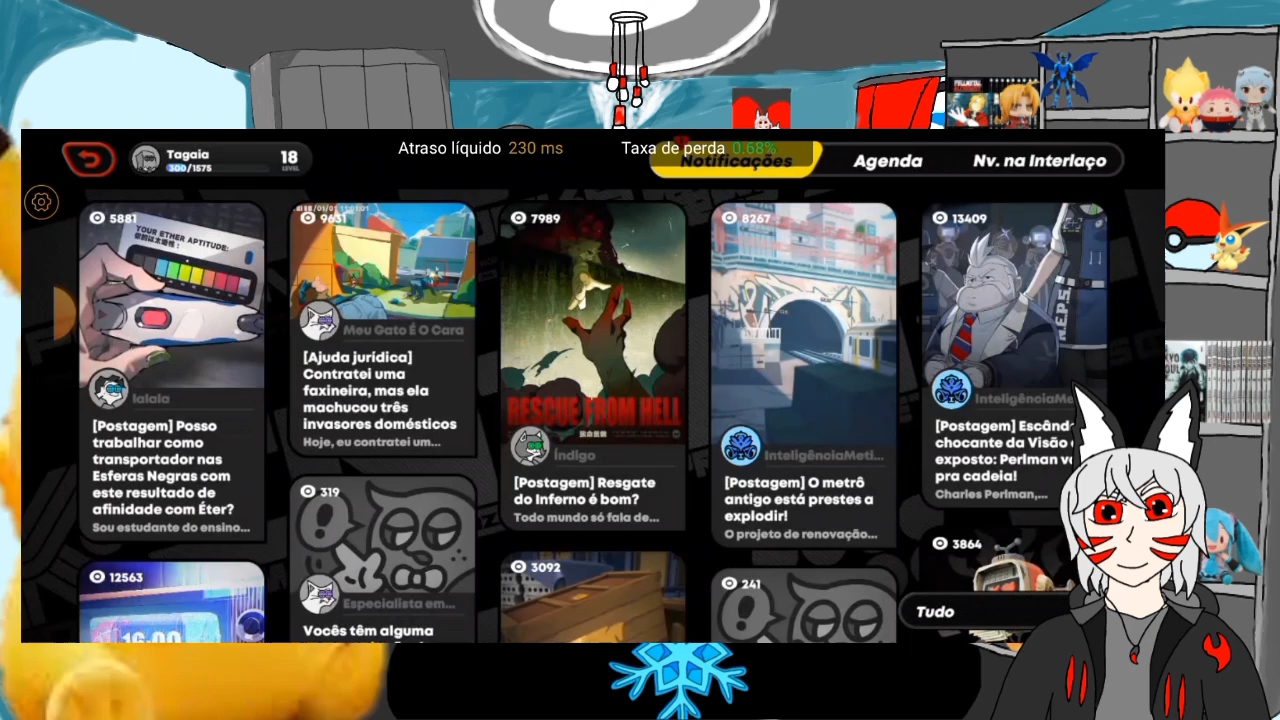 Tagaia
300/1575
18
LEVEL
Atraso líquido 230 ms
Taxa de perda 0.68%
Notificações
Agenda
Nv. na Interlaço
5881
YOUR ETHER APTITUDE:
lalala
[Postagem] Posso
trabalhar como
transportador nas
Esferas Negras com
este resultado de
afinidade com Éter?
Sou estudante do ensino...
12563
16:00
9631
Meu Gato É O Cara
[Ajuda jurídica]
Contratei uma
faxineira, mas ela
machucou três
invasores domésticos
Hoje, eu contratei um...
319
Especialista em...
Vocês têm alguma
7989
RESCUE FROM HELL
Índigo
[Postagem] Resgate
do Inferno é bom?
Todo mundo só fala de...
3092
8267
InteligênciaMeti...
[Postagem] O metrô
antigo está prestes a
explodir!
O projeto de renovação...
241
13409
InteligênciaMe
[Postagem] Escând
chocante da Visão
exposto: Perlman v
pra cadeia!
Charles Perlman,...
3864
Tudo